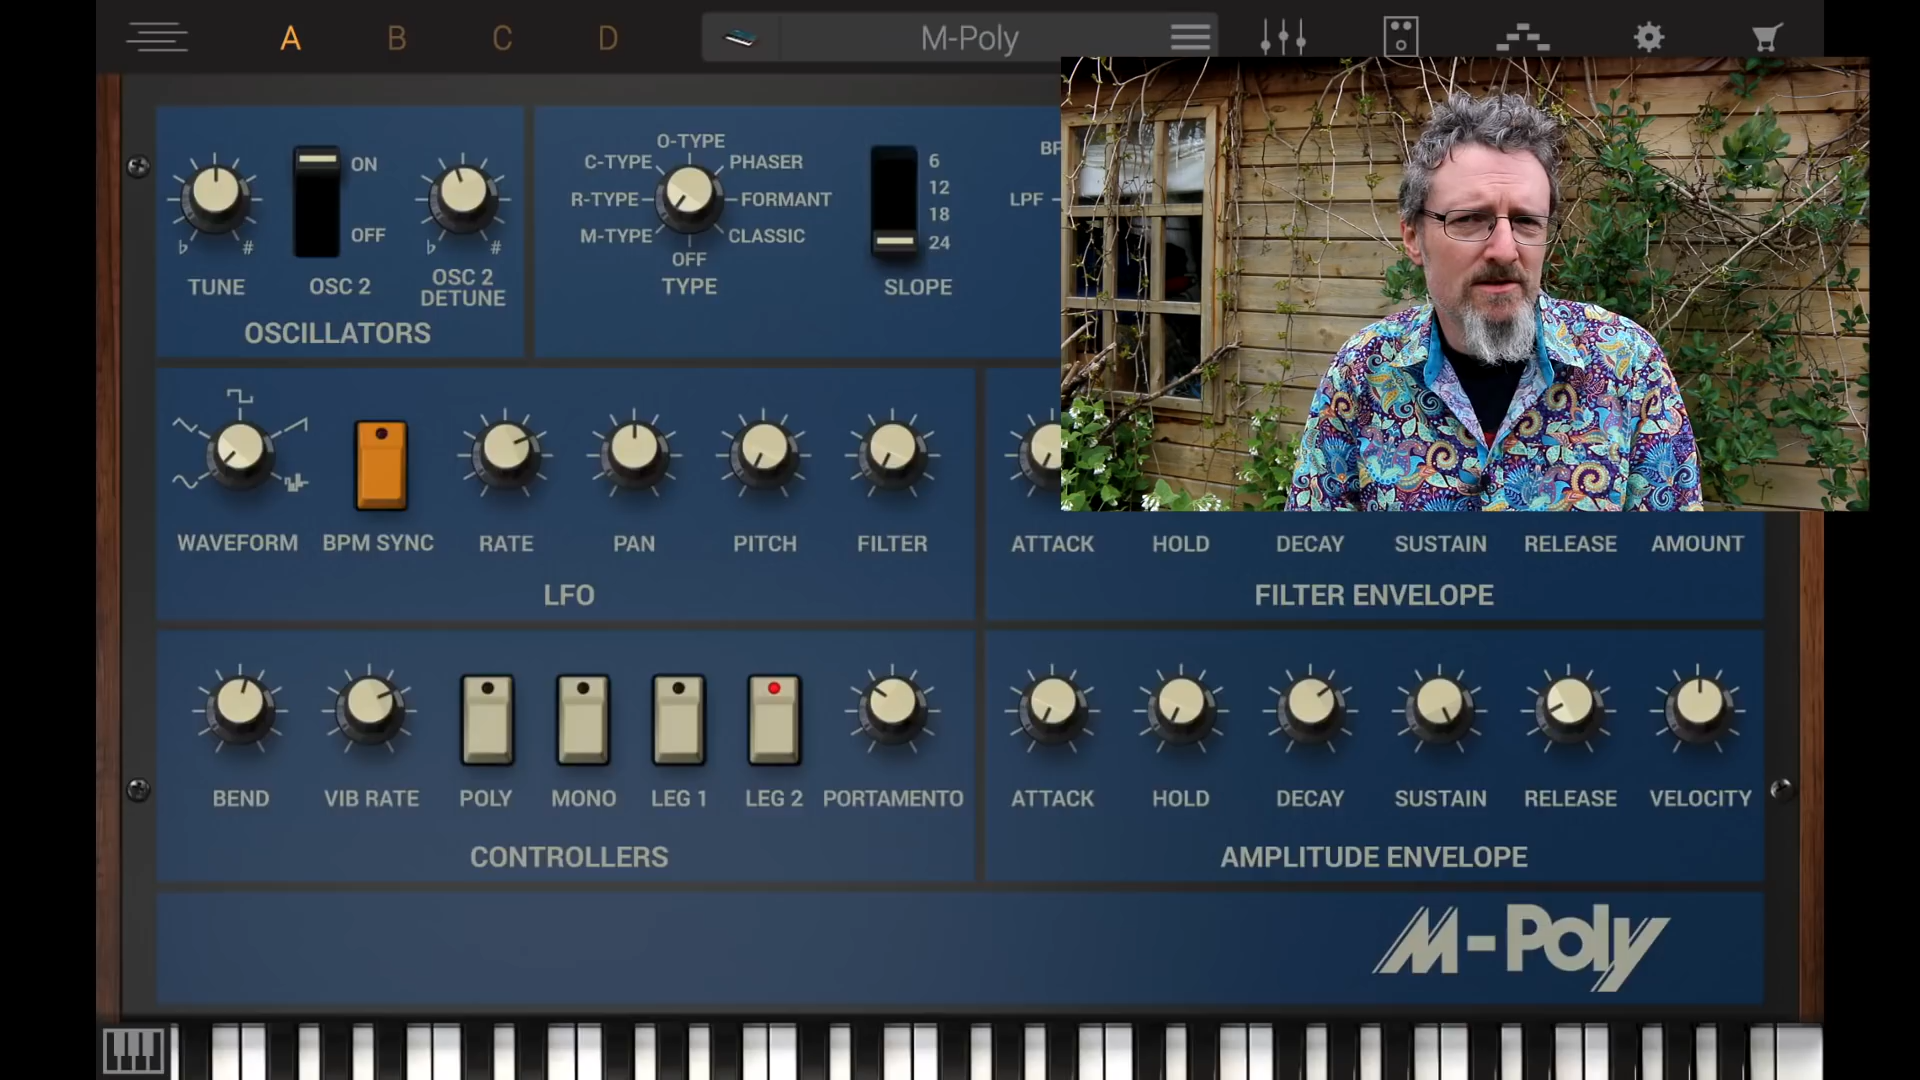 A B C D M-Poly
O-TYPE
C-TYPE PHASER
R-TYPE FORMANT
M-TYPE CLASSIC
OFF
TYPE
ON
OFF
♭ #
♭ #
TUNE OSC 2 OSC 2
DETUNE
OSCILLATORS
6
12
18
24
SLOPE
LPF
WAVEFORM BPM SYNC RATE PAN PITCH FILTER
LFO
ATTACK HOLD DECAY SUSTAIN RELEASE AMOUNT
FILTER ENVELOPE
BEND VIB RATE POLY MONO LEG 1 LEG 2 PORTAMENTO
CONTROLLERS
ATTACK HOLD DECAY SUSTAIN RELEASE VELOCITY
AMPLITUDE ENVELOPE
M-Poly